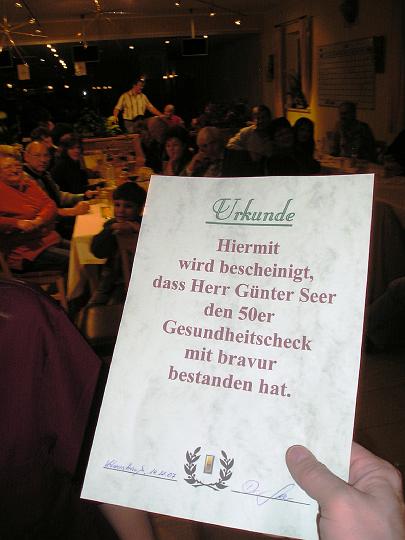 Urkunde
Hiermit
wird bescheinigt,
dass Herr Günter Seer
den 50er
Gesundheitscheck
mit bravur
bestanden hat.